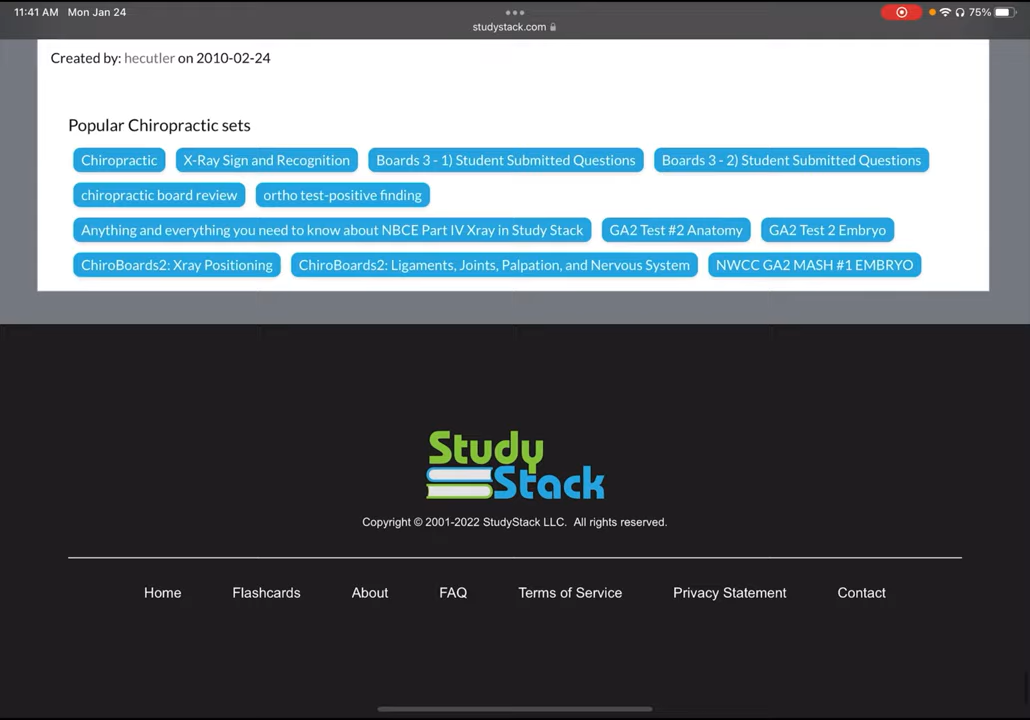 11:41 AM Mon Jan 24
75%
studystack.com
Created by: hecutler on 2010-02-24
Popular Chiropractic sets
Chiropractic X-Ray Sign and Recognition Boards 3 - 1) Student Submitted Questions Boards 3 - 2) Student Submitted Questions
chiropractic board review ortho test-positive finding
Anything and everything you need to know about NBCE Part IV Xray in Study Stack GA2 Test #2 Anatomy GA2 Test 2 Embryo
ChiroBoards2: Xray Positioning ChiroBoards2: Ligaments, Joints, Palpation, and Nervous System NWCC GA2 MASH #1 EMBRYO
Study
Stack
Copyright © 2001-2022 StudyStack LLC. All rights reserved.
Home Flashcards About FAQ Terms of Service Privacy Statement Contact